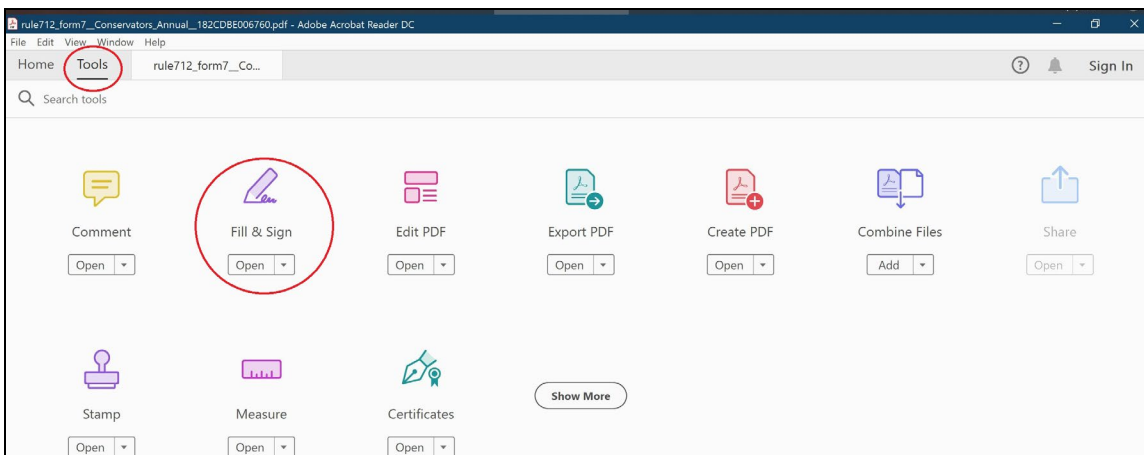 rule712_form7__Conservators_Annual__182CDBE006760.pdf - Adobe Acrobat Reader DC
File Edit View Window Help
Home Tools rule712_form7__Co... Sign In
Search tools
Comment Fill & Sign Edit PDF Export PDF Create PDF Combine Files Share
Open Open Open Open Open Add Open
Show More
Stamp Measure Certificates
Open Open Open